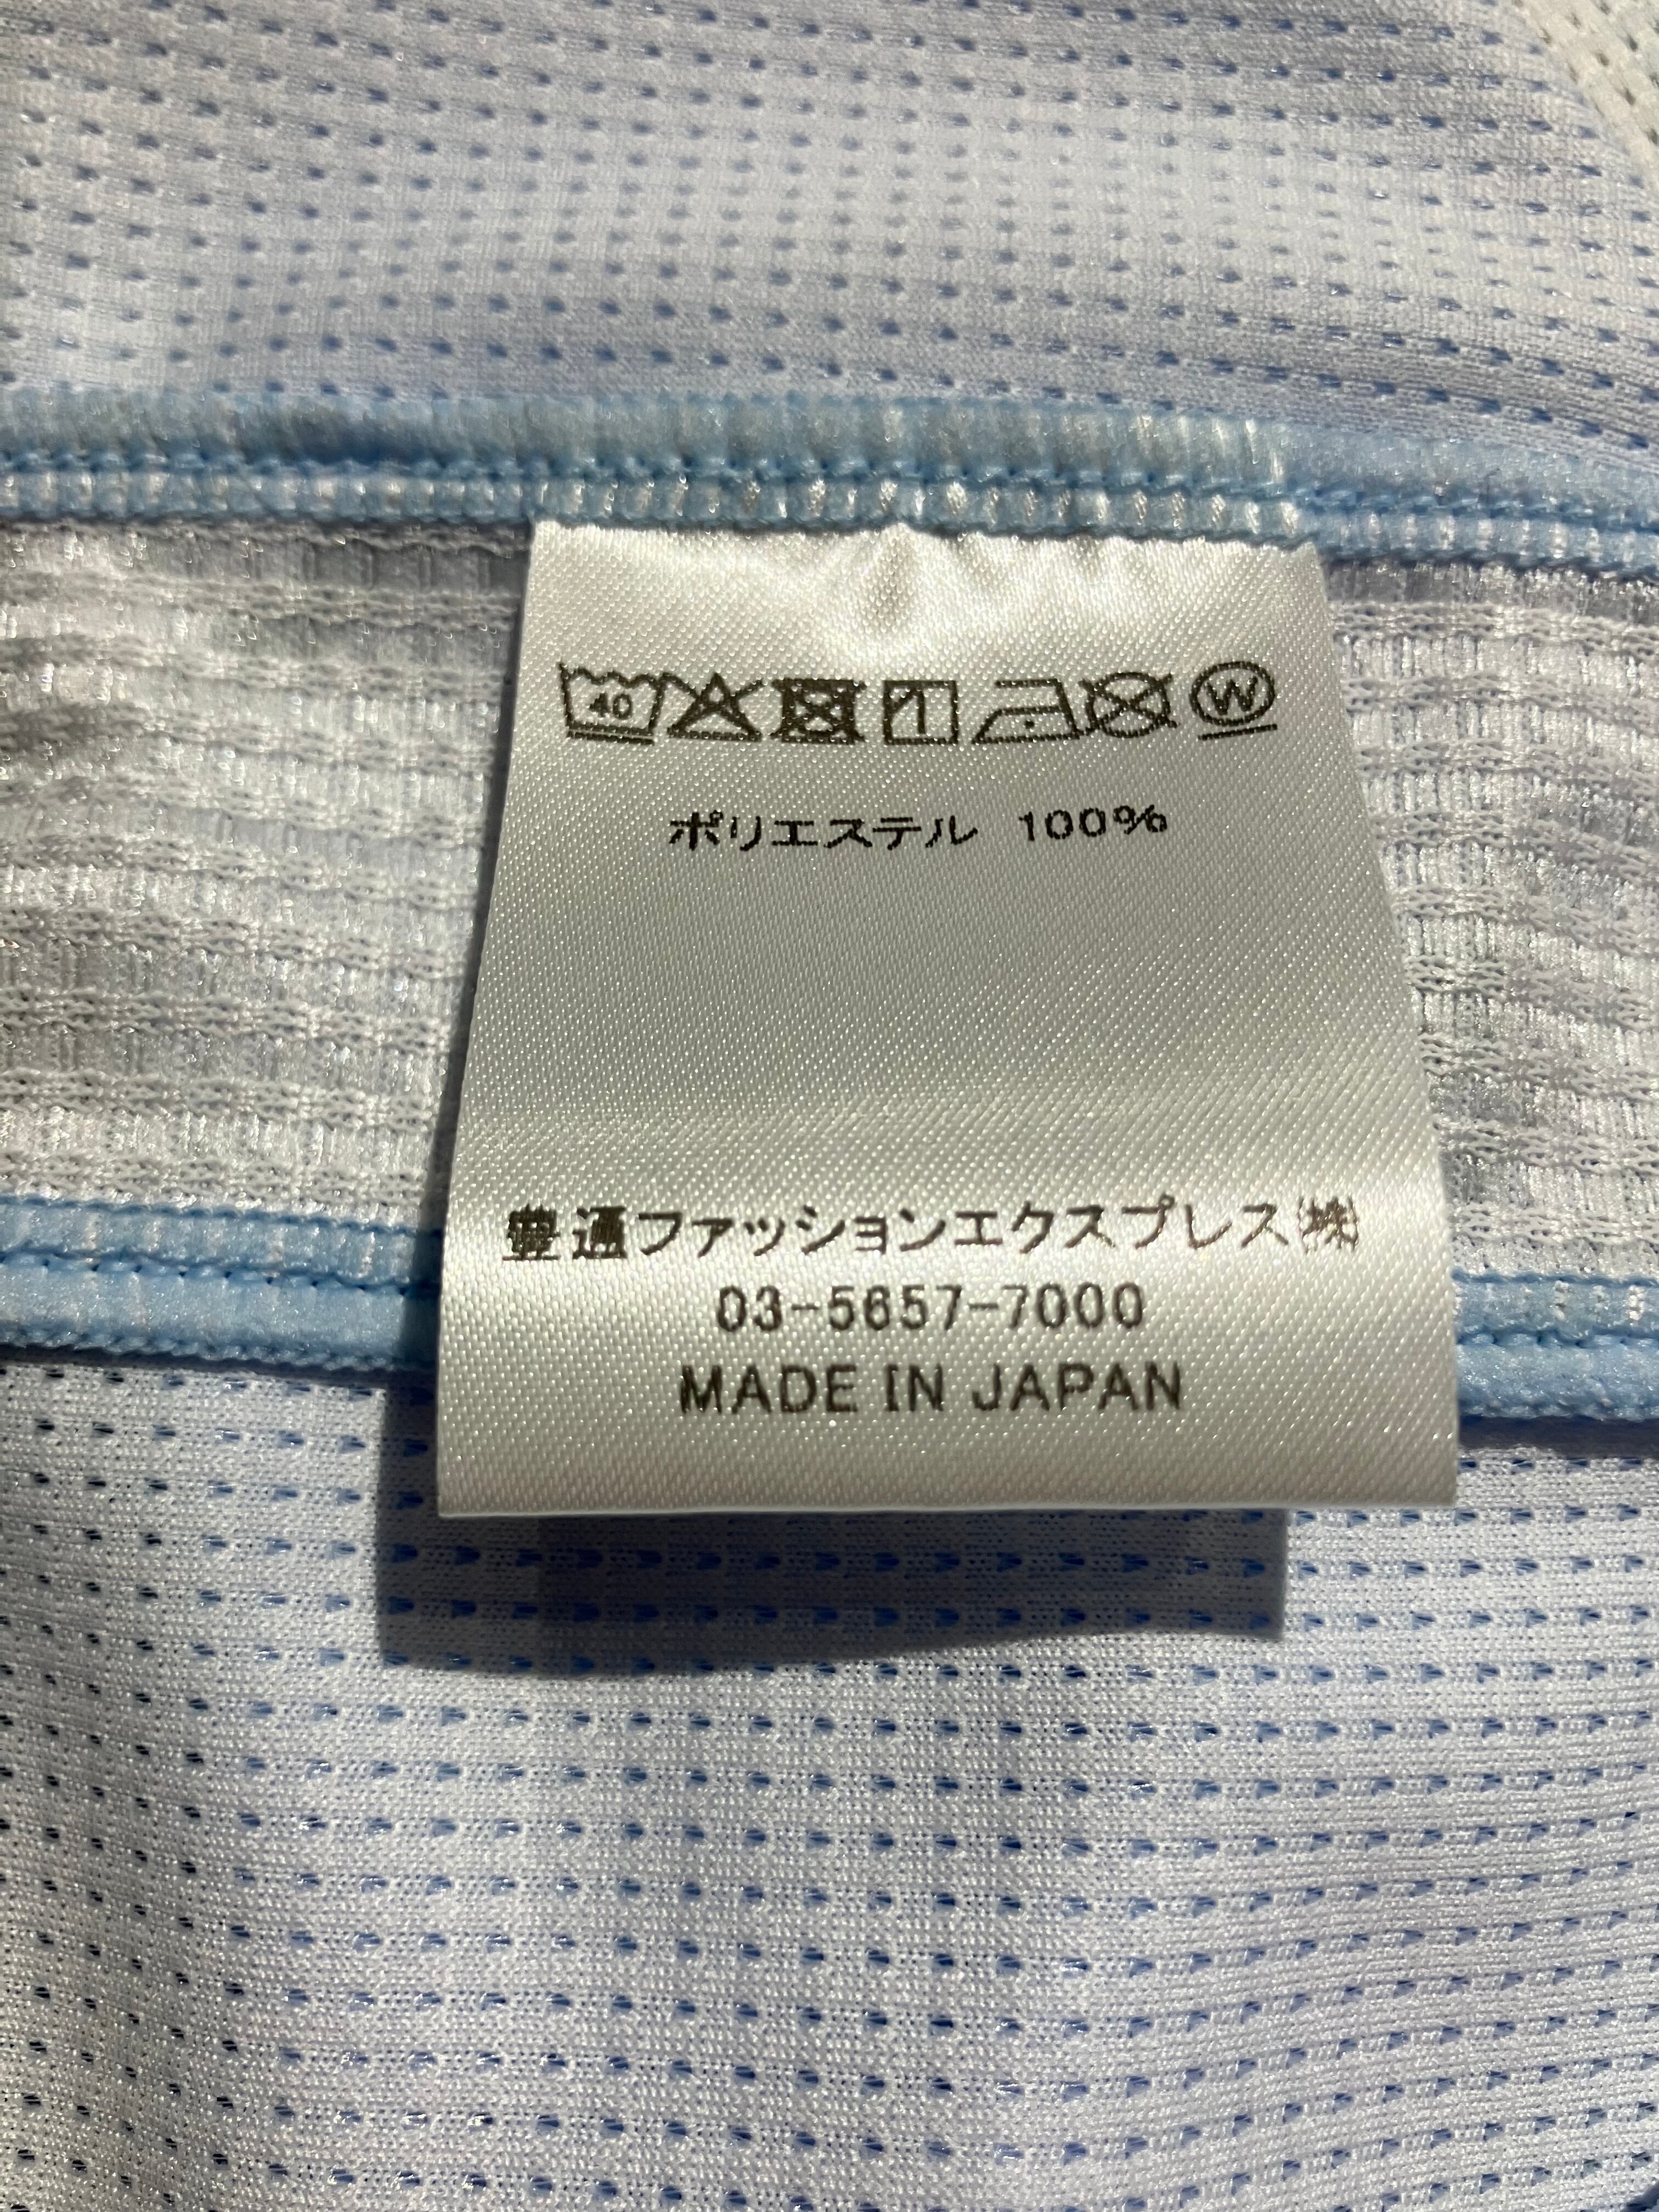 40 W
ポリエステル 100%
豊通ファッションエクスプレス㈱
03-5657-7000
MADE IN JAPAN